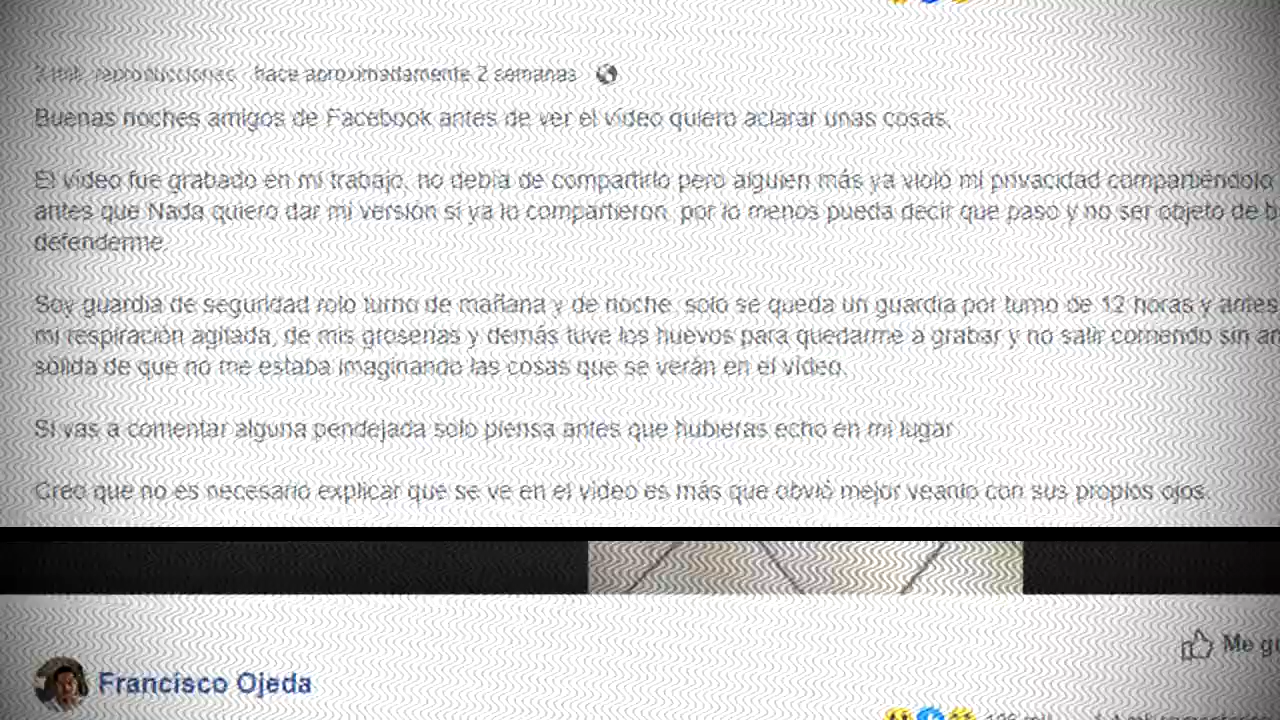 reproducciones · hace aproximadamente 2 semanas
Buenas noches amigos de Facebook antes de ver el vídeo quiero aclarar unas cosas,
El vídeo fue grabado en mi trabajo, no debía de compartirlo pero alguien más ya violó mi privacidad compartiéndolo
antes que Nada quiero dar mi versión si ya lo compartieron, por lo menos pueda decir que paso y no ser objeto de b
defenderme.
Soy guardia de seguridad rolo turno de mañana y de noche, solo se queda un guardia por turno de 12 horas y antes
mi respiración agitada, de mis groserías y demás tuve los huevos para quedarme a grabar y no salir corriendo sin
sólida de que no me estaba imaginando las cosas que se verán en el vídeo.
Si vas a comentar alguna pendejada solo piensa antes que hubieras echo en mi lugar
Creo que no es necesario explicar que se ve en el vídeo es más que obvió mejor veanlo con sus propios ojos.
Me gu
Francisco Ojeda